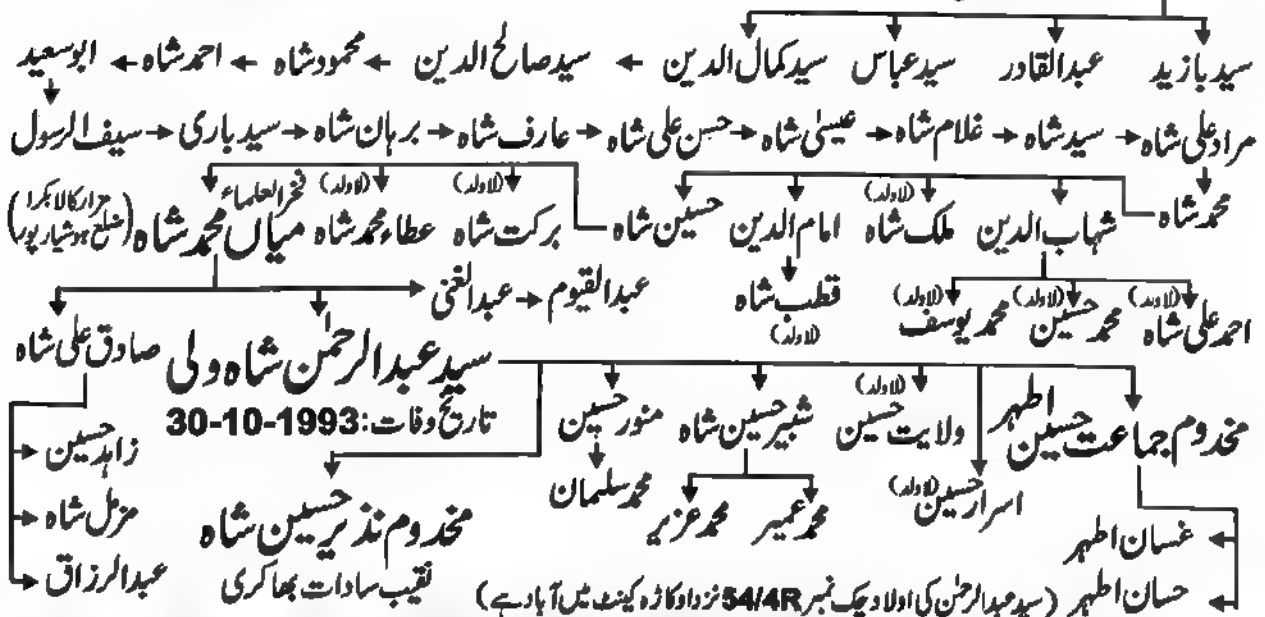 سید بازید عبدالقادر سید عباس سید کمال الدین ← سید صالح الدین ← محمود شاہ ← احمد شاہ ← ابو سعید
مراد علی شاہ ← سید شاہ ← غلام شاہ ← عیسیٰ شاہ ← حسن علی شاہ ← عارف شاہ ← برہان شاہ ← سید باری ← سیف الرسول
محمد شاہ شہاب الدین ملک شاہ (لاولد) امام الدین حسین شاہ برکت شاہ (لاولد) عطاء محمد شاہ (لاولد) فخر العلماء میاں محمد شاہ (مزار کالا بکرا ضلع ہوشیارپور)
احمد علی شاہ (لاولد) محمد حسین (لاولد) محمد یوسف (لاولد) قطب شاہ (لاولد) عبدالقیوم ← عبدالغنی
مخدوم جماعت حسین اطہر ولایت حسین (لاولد) شبیر حسین شاہ منور حسین سید عبدالرحمٰن شاہ ولی صادق علی شاہ
تاریخ وفات: 30-10-1993
اسرار حسین (لاولد) محمد عمیر محمد عزیر محمد سلمان زاہد حسین
غسان اطہر مخدوم نذیر حسین شاہ مزمل شاہ
حسان اطہر (سید عبدالرحمٰن کی اولاد چک نمبر 54/4R نزد اوکاڑہ کینٹ میں آباد ہے) نقیب سادات بھاکری عبدالرزاق